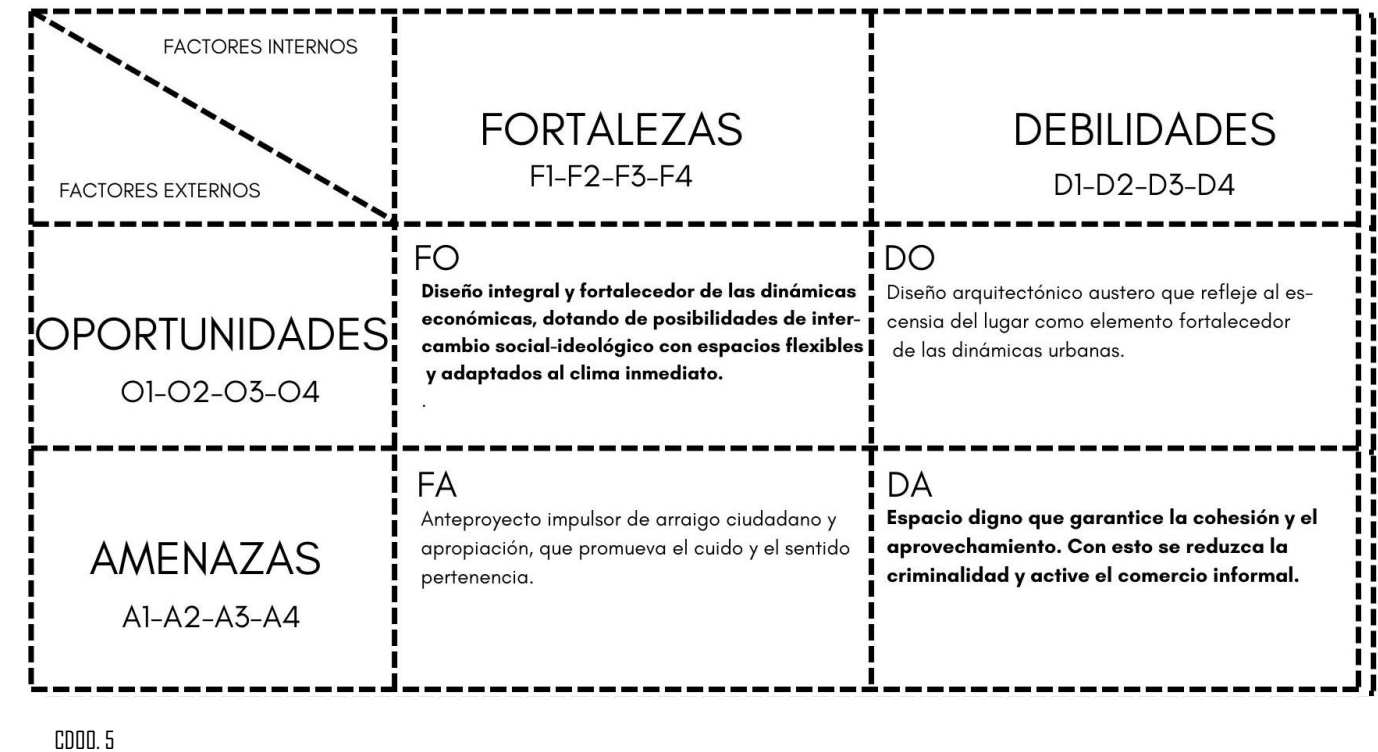 FACTORES INTERNOS
FACTORES EXTERNOS
FORTALEZAS
F1-F2-F3-F4
DEBILIDADES
D1-D2-D3-D4
OPORTUNIDADES
O1-O2-O3-O4
FO
Diseño integral y fortalecedor de las dinámicas
económicas, dotando de posibilidades de inter-
cambio social-ideológico con espacios flexibles
y adaptados al clima inmediato.
.
DO
Diseño arquitectónico austero que refleje al es-
censia del lugar como elemento fortalecedor
de las dinámicas urbanas.
AMENAZAS
A1-A2-A3-A4
FA
Anteproyecto impulsor de arraigo ciudadano y
apropiación, que promueva el cuido y el sentido
pertenencia.
DA
Espacio digno que garantice la cohesión y el
aprovechamiento. Con esto se reduzca la
criminalidad y active el comercio informal.
CDOO. 5